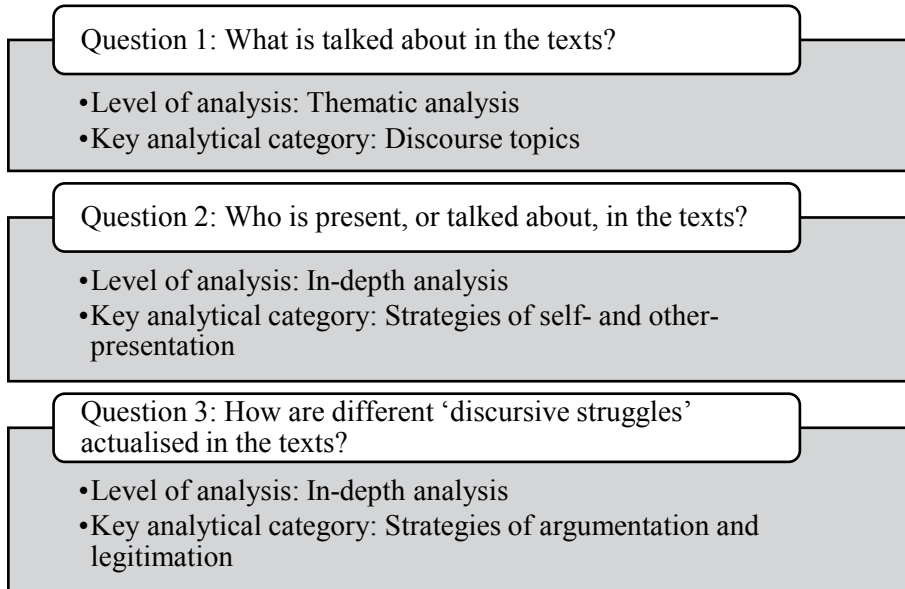 Question 1: What is talked about in the texts?
•Level of analysis: Thematic analysis
•Key analytical category: Discourse topics
Question 2: Who is present, or talked about, in the texts?
•Level of analysis: In-depth analysis
•Key analytical category: Strategies of self- and other-
presentation
Question 3: How are different ‘discursive struggles’
actualised in the texts?
•Level of analysis: In-depth analysis
•Key analytical category: Strategies of argumentation and
legitimation